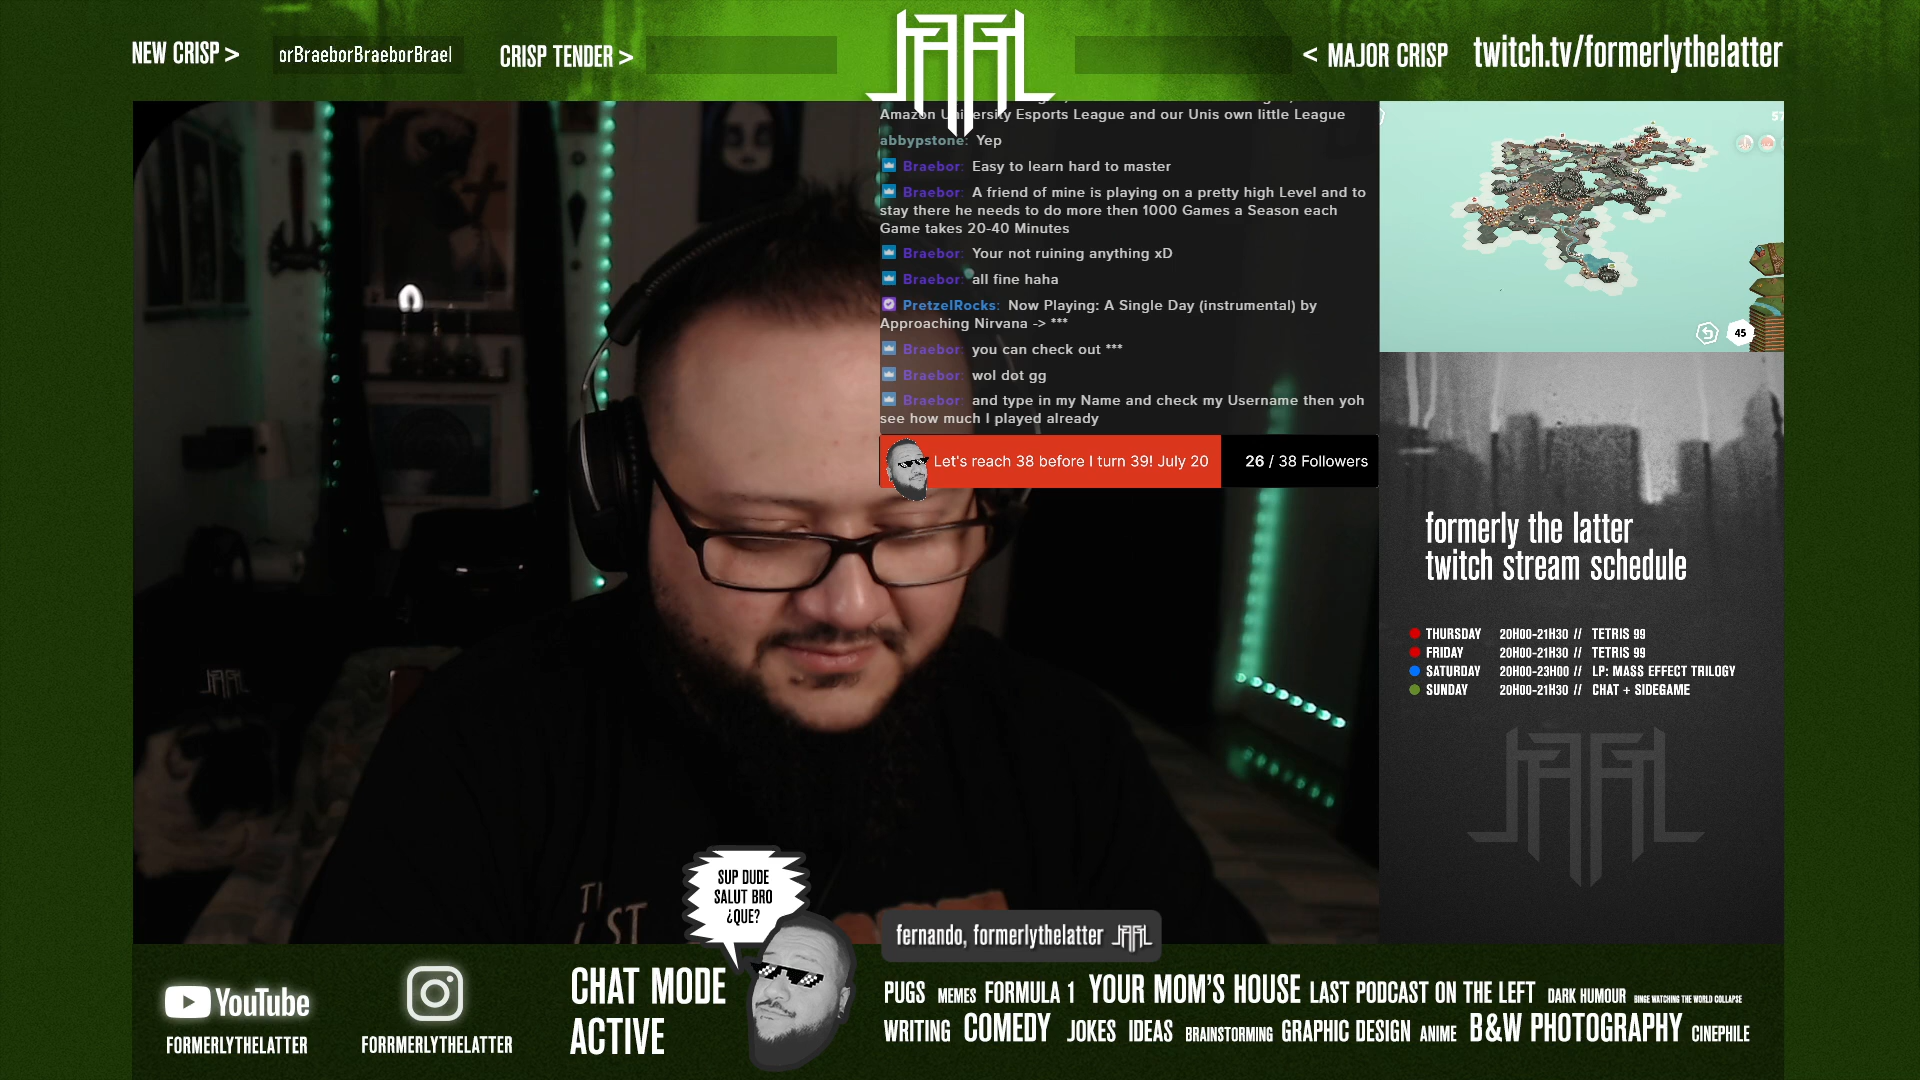 NEW CRISP >
orBraeborBraeborBrael
CRISP TENDER >
< MAJOR CRISP
twitch.tv/formerlythelatter
Amazon University Esports League and our Unis own little League
abbypstone: Yep
Braebor: Easy to learn hard to master
Braebor: A friend of mine is playing on a pretty high Level and to
stay there he needs to do more then 1000 Games a Season each
Game takes 20-40 Minutes
Braebor: Your not ruining anything xD
Braebor: all fine haha
PretzelRocks: Now Playing: A Single Day (instrumental) by
Approaching Nirvana -> ***
Braebor: you can check out ***
Braebor: wol dot gg
Braebor: and type in my Name and check my Username then yoh
see how much I played already
Let's reach 38 before I turn 39! July 20
26 / 38 Followers
57
45
formerly the latter
twitch stream schedule
THURSDAY 20H00-21H30 // TETRIS 99
FRIDAY 20H00-21H30 // TETRIS 99
SATURDAY 20H00-23H00 // LP: MASS EFFECT TRILOGY
SUNDAY 20H00-21H30 // CHAT + SIDEGAME
SUP DUDE
SALUT BRO
¿QUE?
fernando, formerlythelatter
YouTube
FORMERLYTHELATTER
FORRMERLYTHELATTER
CHAT MODE
ACTIVE
PUGS MEMES FORMULA 1 YOUR MOM'S HOUSE LAST PODCAST ON THE LEFT DARK HUMOUR BINGE WATCHING THE WORLD COLLAPSE
WRITING COMEDY JOKES IDEAS BRAINSTORMING GRAPHIC DESIGN ANIME B&W PHOTOGRAPHY CINEPHILE